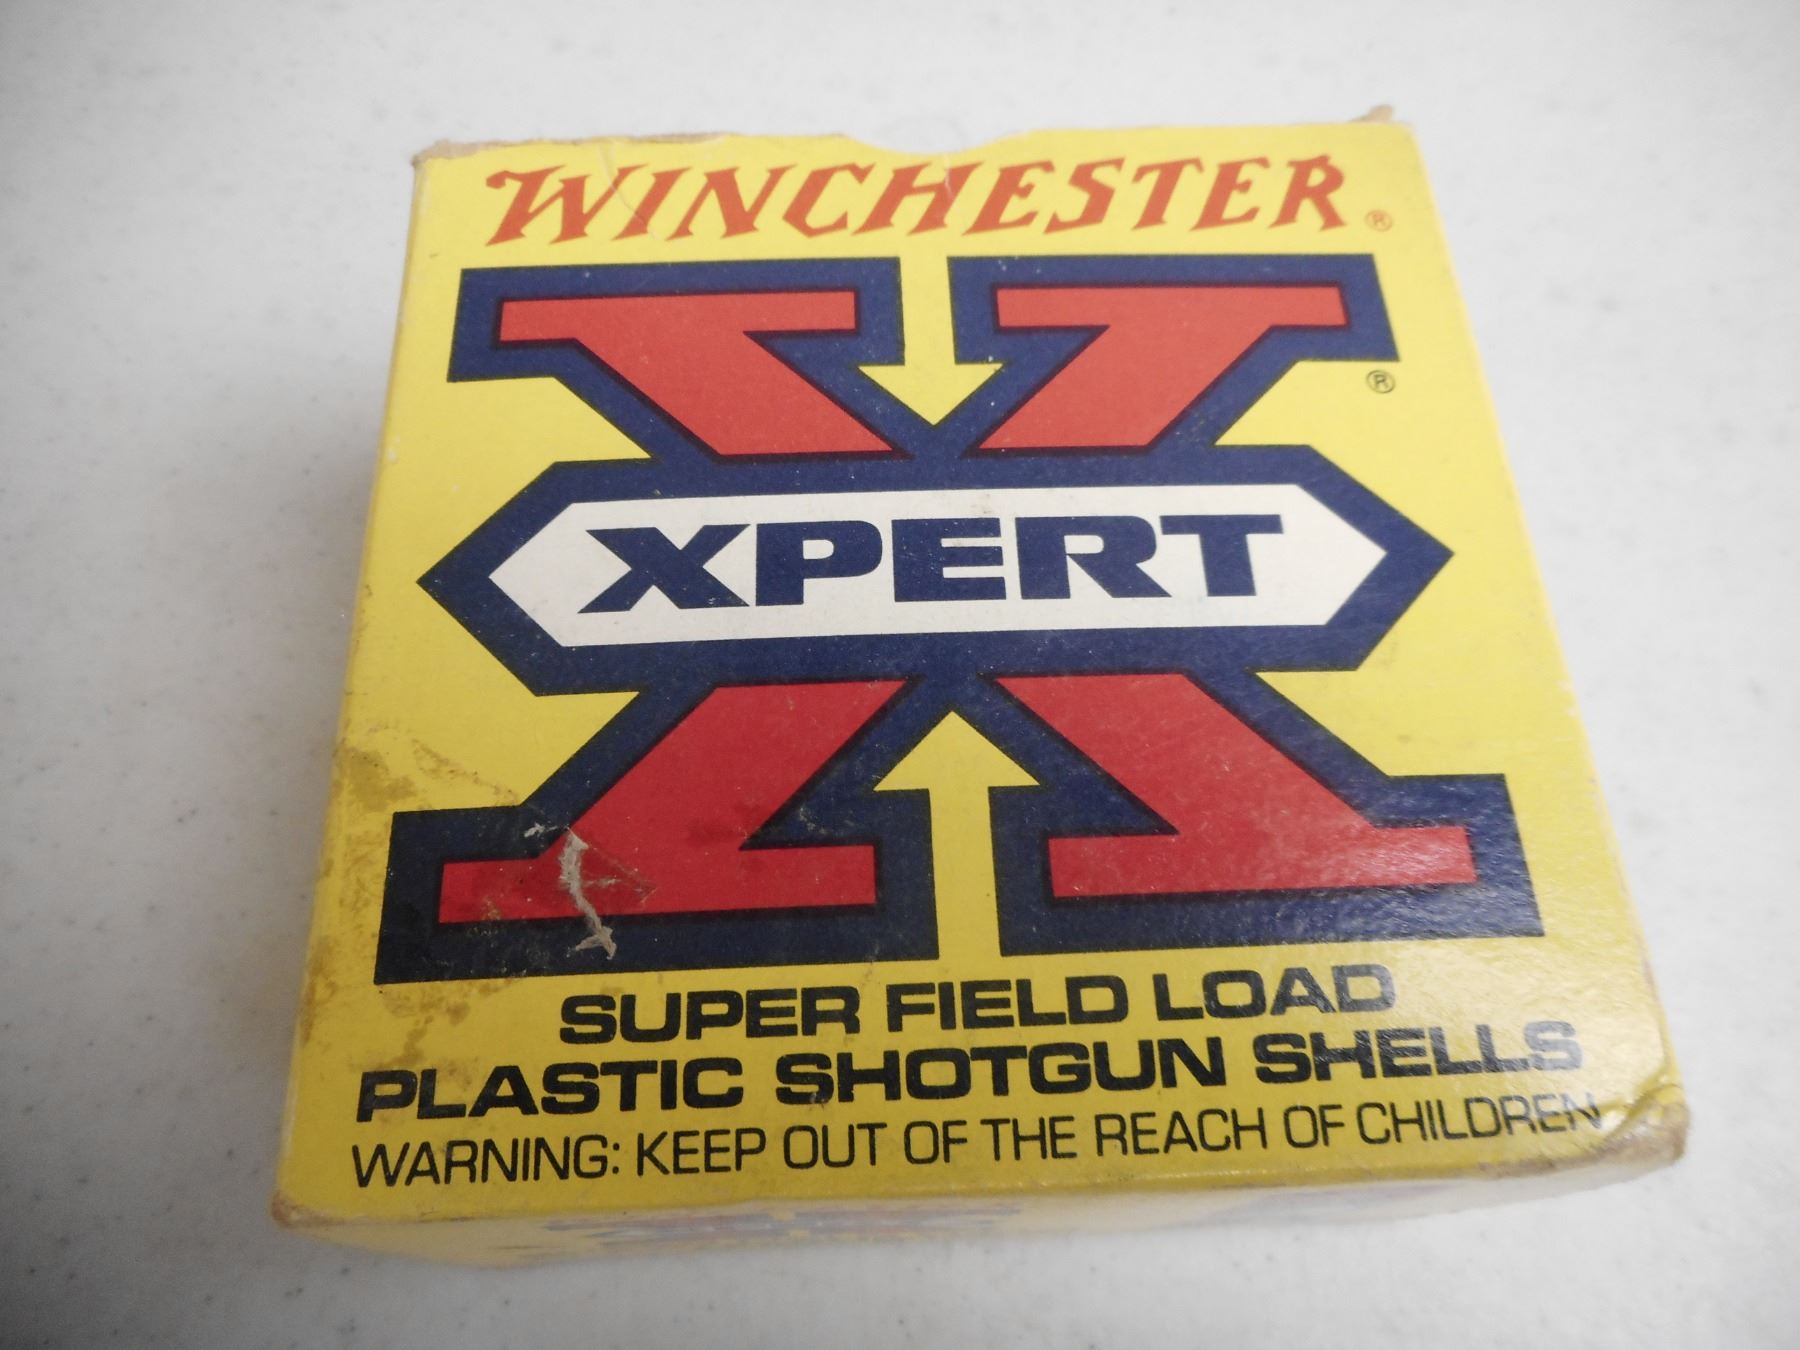 WINCHESTER®
®
XPERT
SUPER FIELD LOAD
PLASTIC SHOTGUN SHELLS
WARNING: KEEP OUT OF THE REACH OF CHILDREN